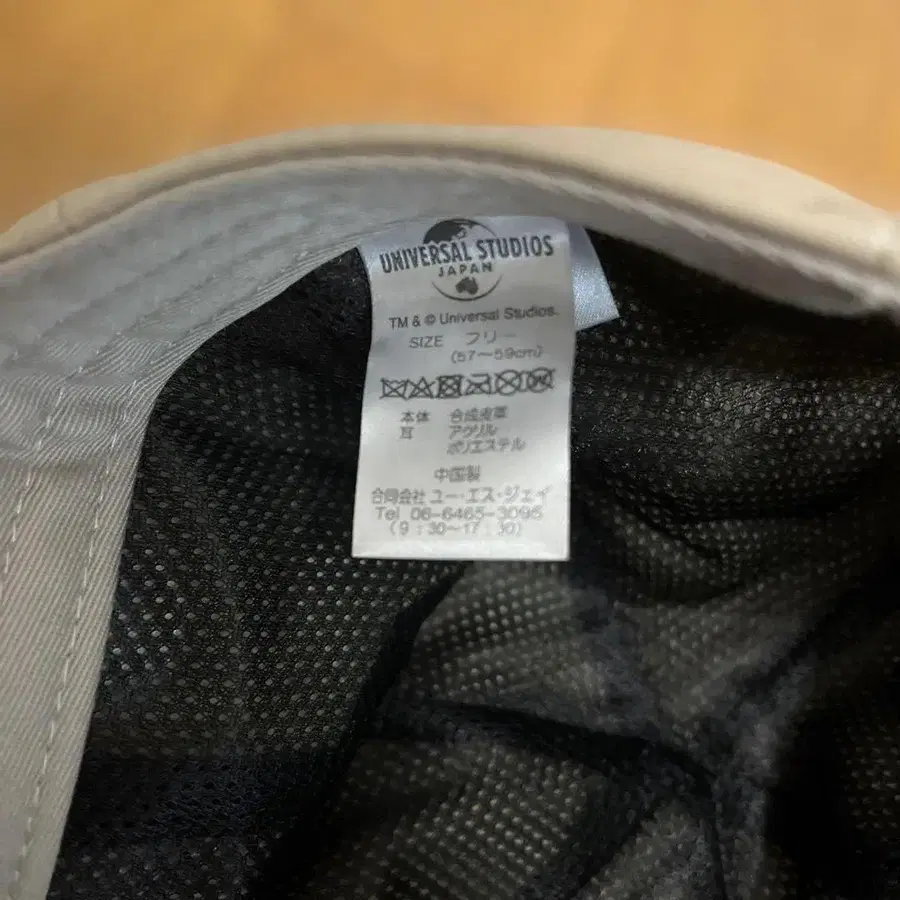 UNIVERSAL STUDIOS
JAPAN
TM & © Universal Studios.
SIZE フリー
(57～59cm)
本体 合成皮革
耳 アクリル
ポリエステル
中国製
合同会社 ユー・エス・ジェイ
Tel 06-6465-3095
(9:30～17:30)